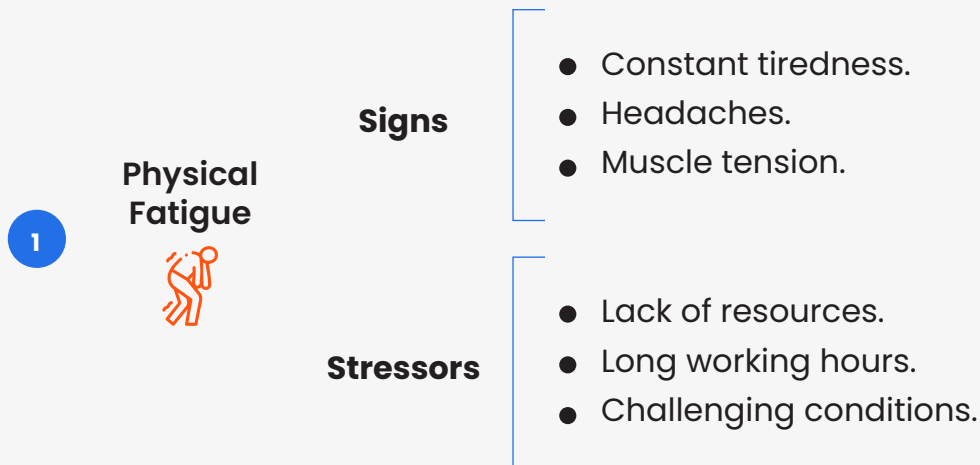 1
Physical
Fatigue
Signs
● Constant tiredness.
● Headaches.
● Muscle tension.
Stressors
● Lack of resources.
● Long working hours.
● Challenging conditions.